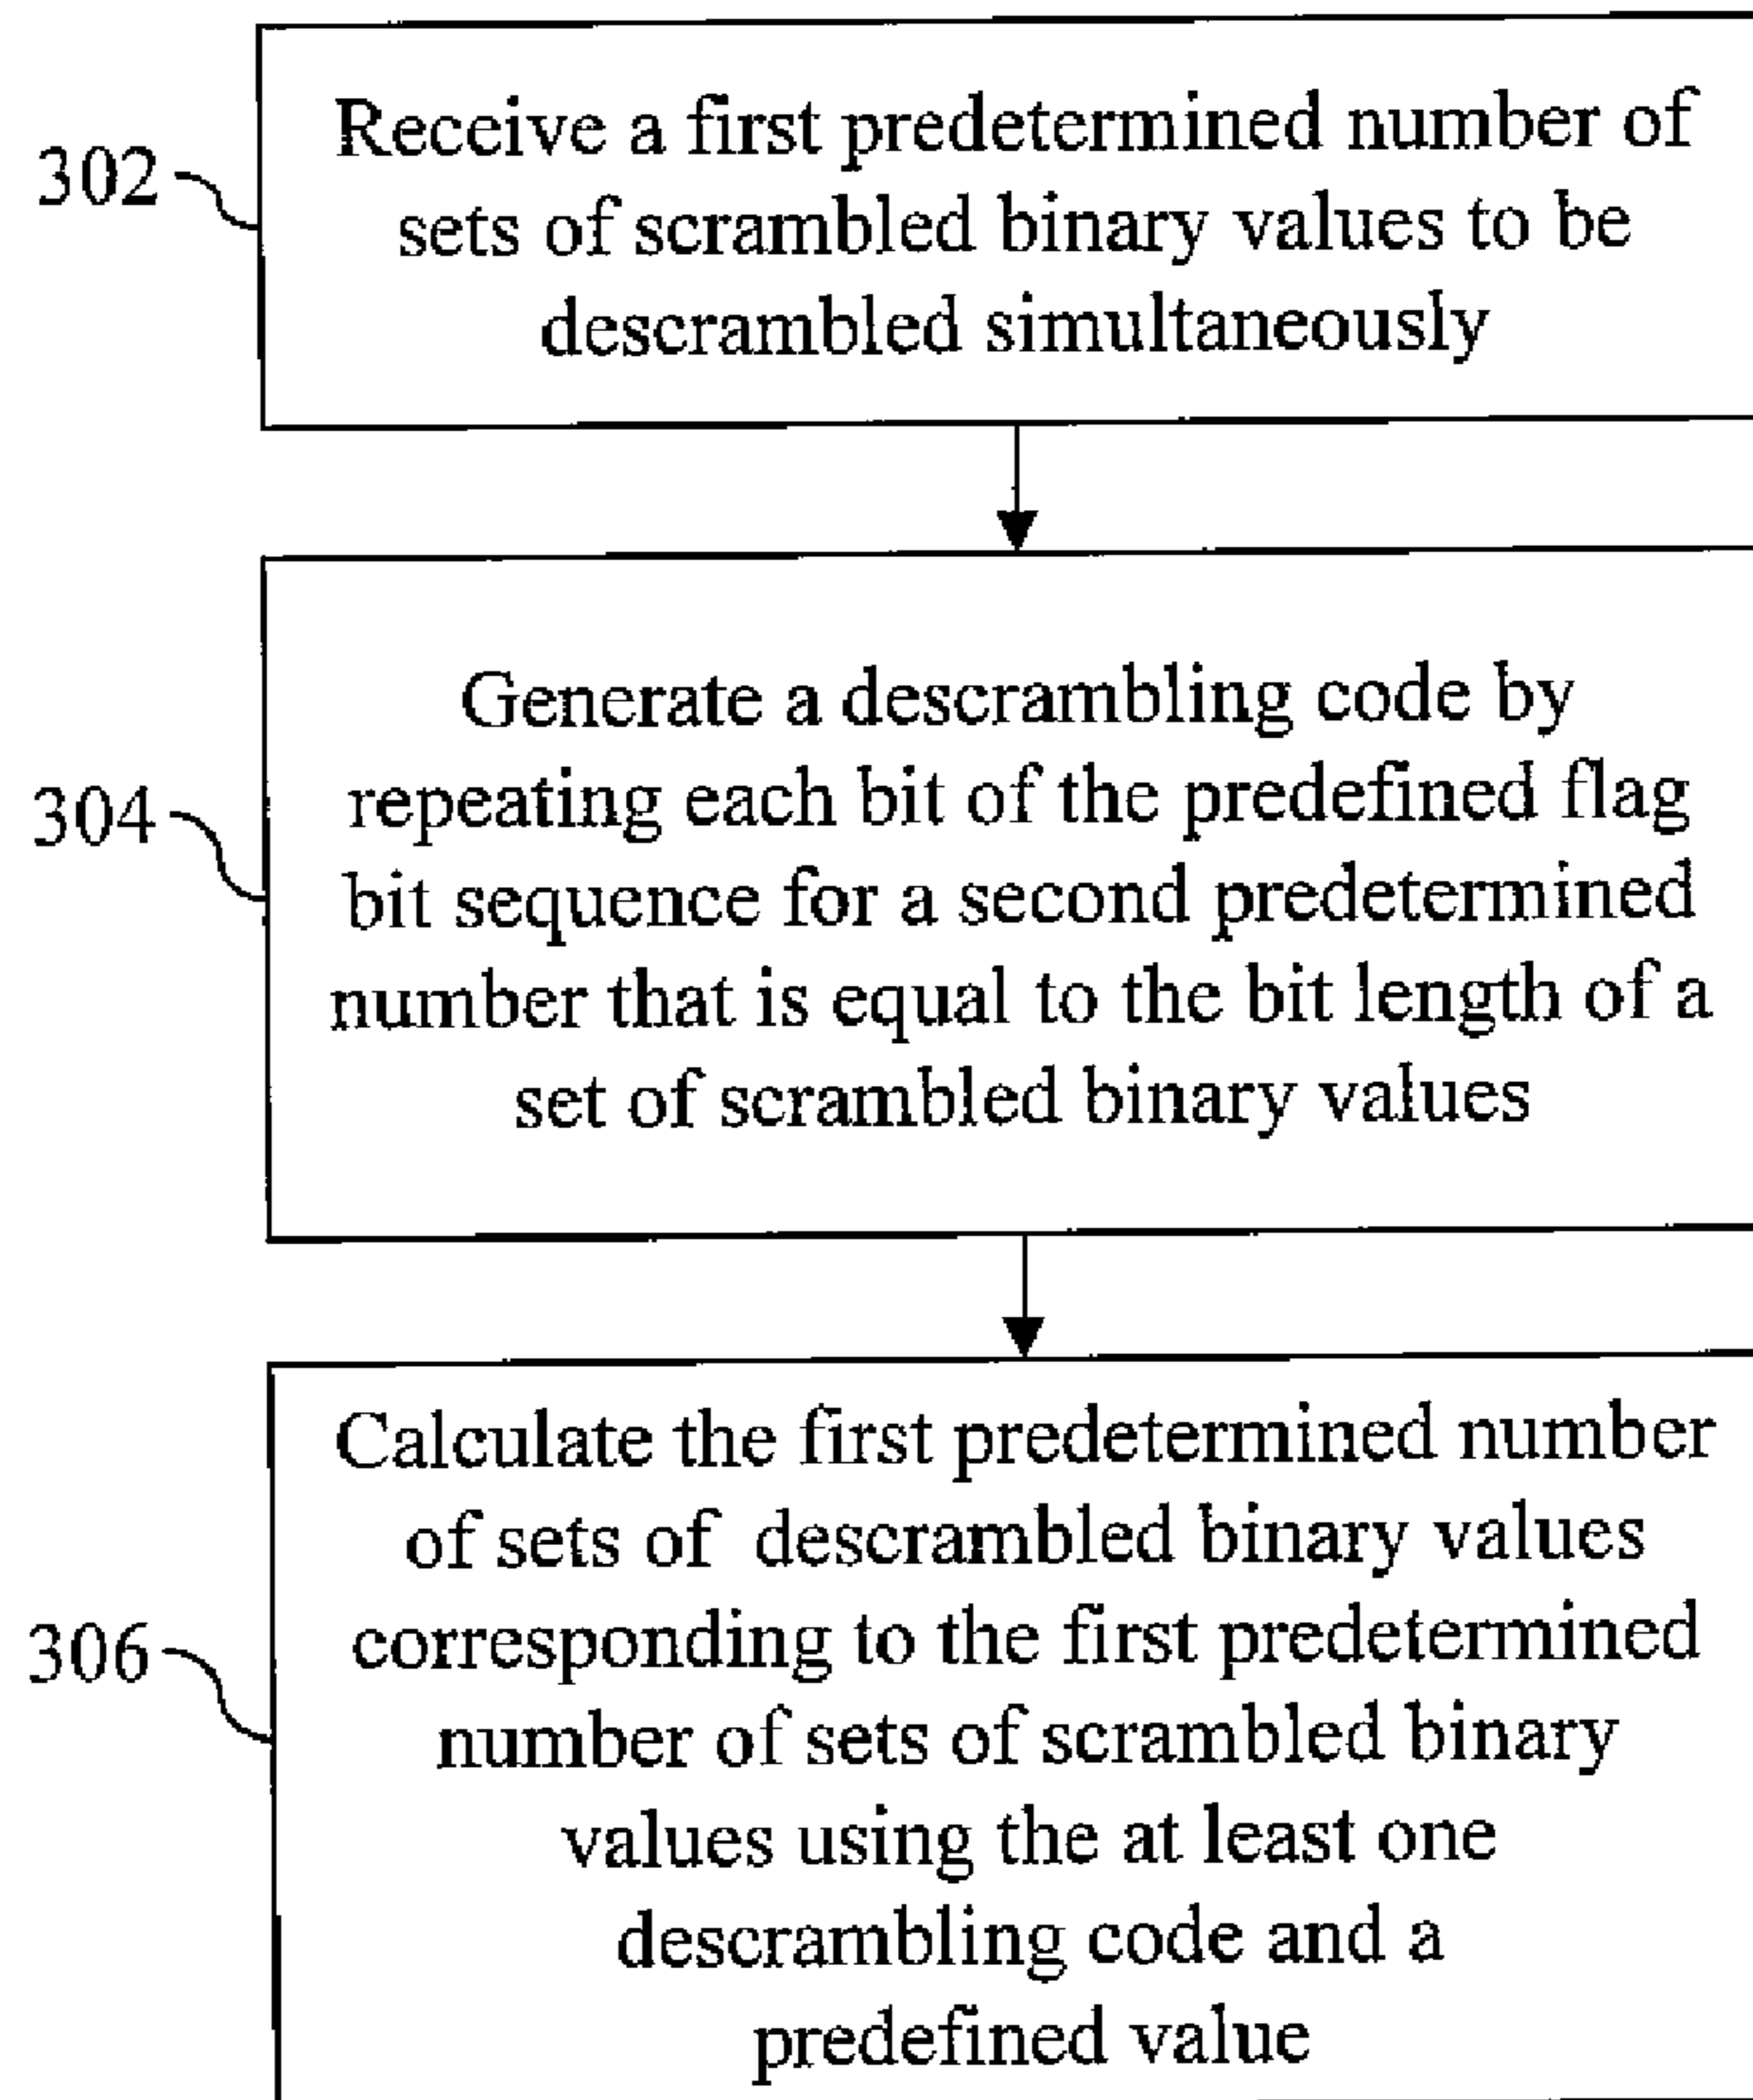 302
Receive a first predetermined number of
sets of scrambled binary values to be
descrambled simultaneously
304
Generate a descrambling code by
repeating each bit of the predefined flag
bit sequence for a second predetermined
number that is equal to the bit length of a
set of scrambled binary values
306
Calculate the first predetermined number
of sets of descrambled binary values
corresponding to the first predetermined
number of sets of scrambled binary
values using the at least one
descrambling code and a
predefined value